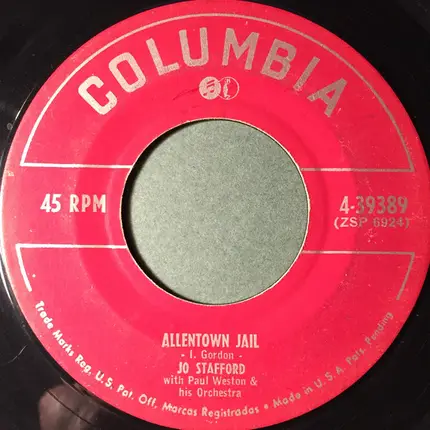 COLUMBIA
45 RPM
4-39389
(ZSP 6924)
ALLENTOWN JAIL
- I. Gordon -
JO STAFFORD
with Paul Weston &
his Orchestra
Trade Marks Reg. U.S. Pat. Off. Marcas Registradas • Made in U.S.A. Pats. Pending